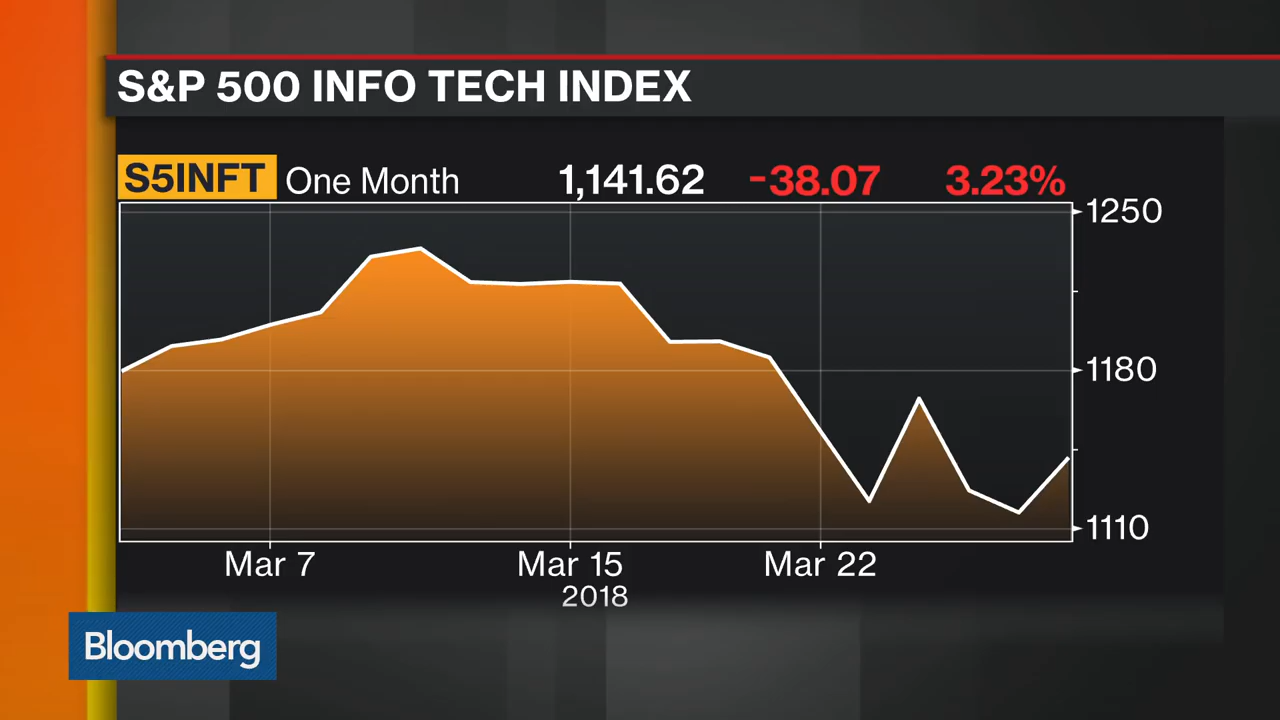 S&P 500 INFO TECH INDEX
S5INFT One Month 1,141.62 -38.07 3.23%
1250
1180
1110
Mar 7 Mar 15 Mar 22
2018
Bloomberg